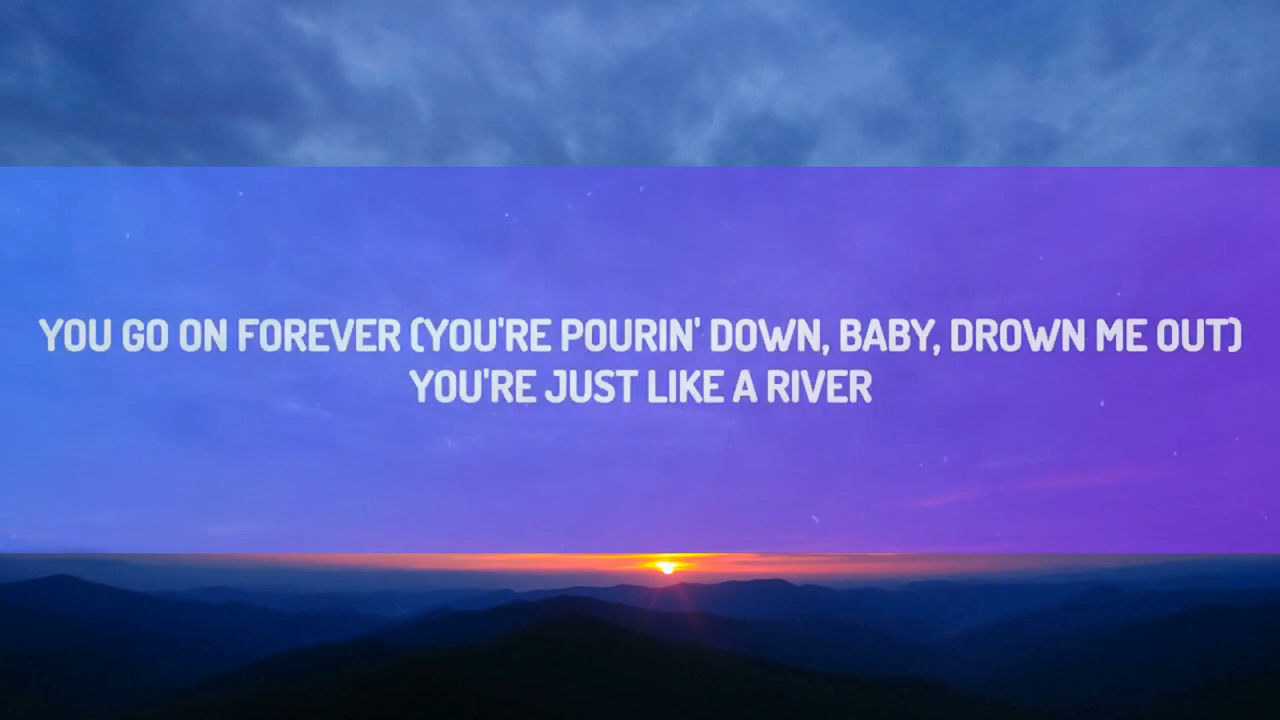 YOU GO ON FOREVER (YOU'RE POURIN' DOWN, BABY, DROWN ME OUT)
YOU'RE JUST LIKE A RIVER